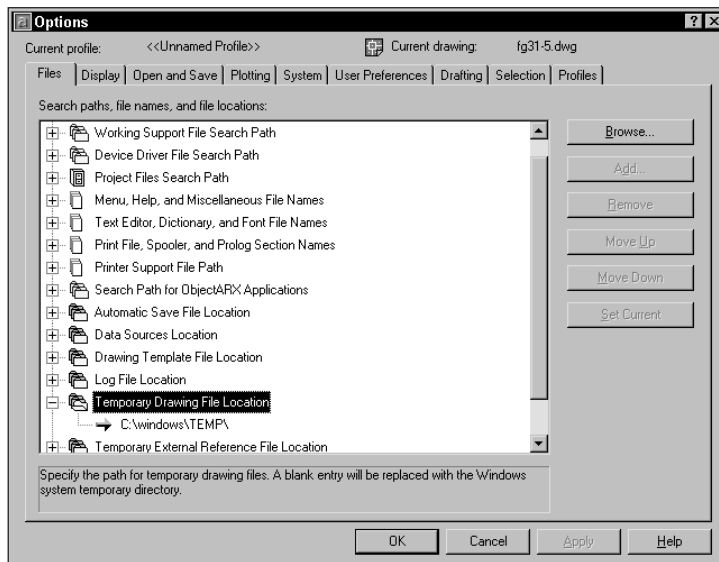 Options
Current profile: <<Unnamed Profile>> Current drawing: fg31-5.dwg
Files Display Open and Save Plotting System User Preferences Drafting Selection Profiles
Search paths, file names, and file locations:
Working Support File Search Path
Device Driver File Search Path
Project Files Search Path
Menu, Help, and Miscellaneous File Names
Text Editor, Dictionary, and Font File Names
Print File, Spooler, and Prolog Section Names
Printer Support File Path
Search Path for ObjectARX Applications
Automatic Save File Location
Data Sources Location
Drawing Template File Location
Log File Location
Temporary Drawing File Location
C:\windows\TEMP\
Temporary External Reference File Location
Browse...
Add...
Remove
Move Up
Move Down
Set Current
Specify the path for temporary drawing files. A blank entry will be replaced with the Windows
system temporary directory.
OK Cancel Apply Help